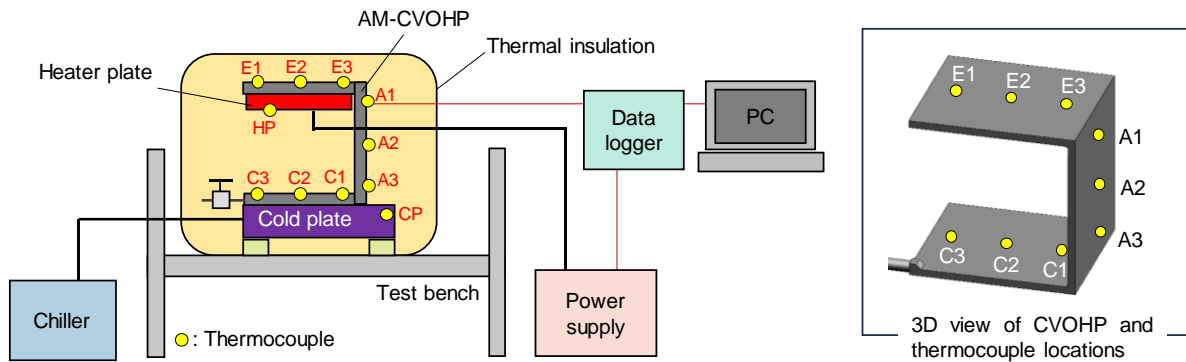 AM-CVOHP
Thermal insulation
Heater plate
E1 E2 E3
A1
HP
A2
C3 C2 C1 A3
Cold plate
CP
Data
logger
PC
Test bench
Chiller
Power
supply
: Thermocouple
E1
E2
E3
A1
A2
A3
C3
C2
C1
3D view of CVOHP and
thermocouple locations